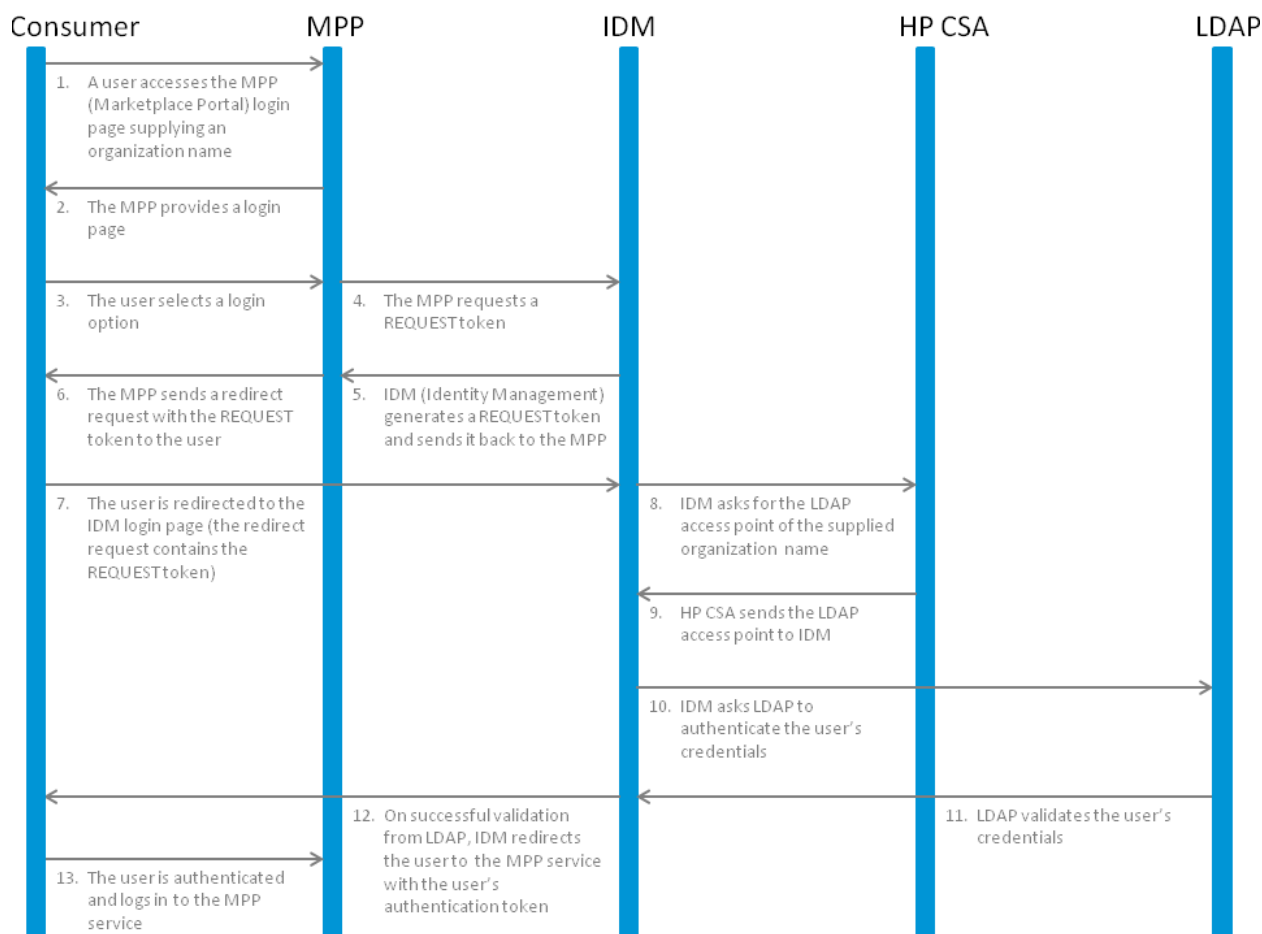 Consumer MPP IDM HP CSA LDAP
1. A user accesses the MPP
(Marketplace Portal) login
page supplying an
organization name
2. The MPP provides a login
page
3. The user selects a login
option
4. The MPP requests a
REQUEST token
6. The MPP sends a redirect
request with the REQUEST
token to the user
5. IDM (Identity Management)
generates a REQUEST token
and sends it back to the MPP
7. The user is redirected to the
IDM login page (the redirect
request contains the
REQUEST token)
8. IDM asks for the LDAP
access point of the supplied
organization name
9. HP CSA sends the LDAP
access point to IDM
10. IDM asks LDAP to
authenticate the user's
credentials
12. On successful validation
from LDAP, IDM redirects
the user to the MPP service
with the user's
authentication token
11. LDAP validates the user's
credentials
13. The user is authenticated
and logs in to the MPP
service